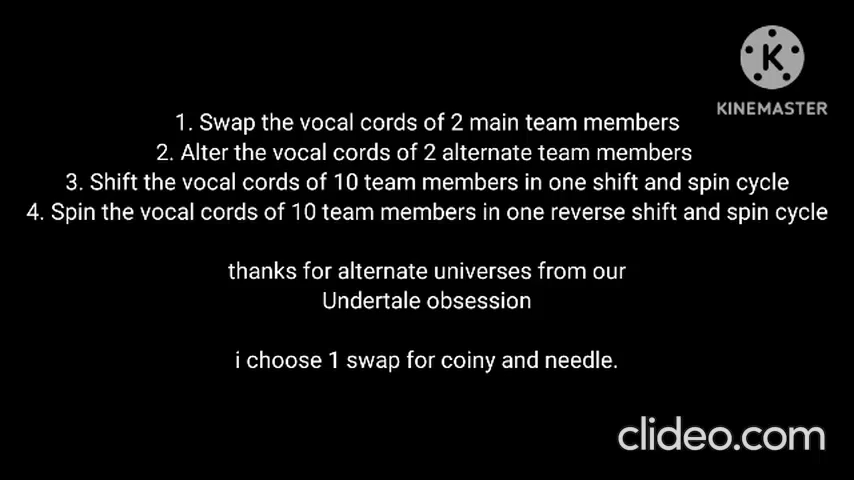 K
KINEMASTER
1. Swap the vocal cords of 2 main team members
2. Alter the vocal cords of 2 alternate team members
3. Shift the vocal cords of 10 team members in one shift and spin cycle
4. Spin the vocal cords of 10 team members in one reverse shift and spin cycle
thanks for alternate universes from our
Undertale obsession
i choose 1 swap for coiny and needle.
clideo.com